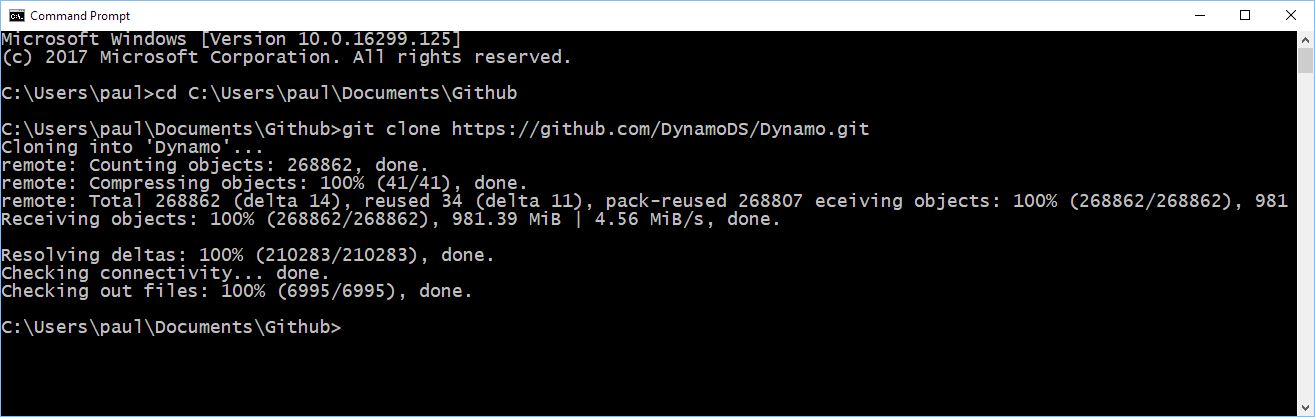 Command Prompt
Microsoft Windows [Version 10.0.16299.125]
(c) 2017 Microsoft Corporation. All rights reserved.
C:\Users\paul>cd C:\Users\paul\Documents\Github
C:\Users\paul\Documents\Github>git clone https://github.com/DynamoDS/Dynamo.git
Cloning into 'Dynamo'...
remote: Counting objects: 268862, done.
remote: Compressing objects: 100% (41/41), done.
remote: Total 268862 (delta 14), reused 34 (delta 11), pack-reused 268807 eceiving objects: 100% (268862/268862), 981
Receiving objects: 100% (268862/268862), 981.39 MiB | 4.56 MiB/s, done.
Resolving deltas: 100% (210283/210283), done.
Checking connectivity... done.
Checking out files: 100% (6995/6995), done.
C:\Users\paul\Documents\Github>